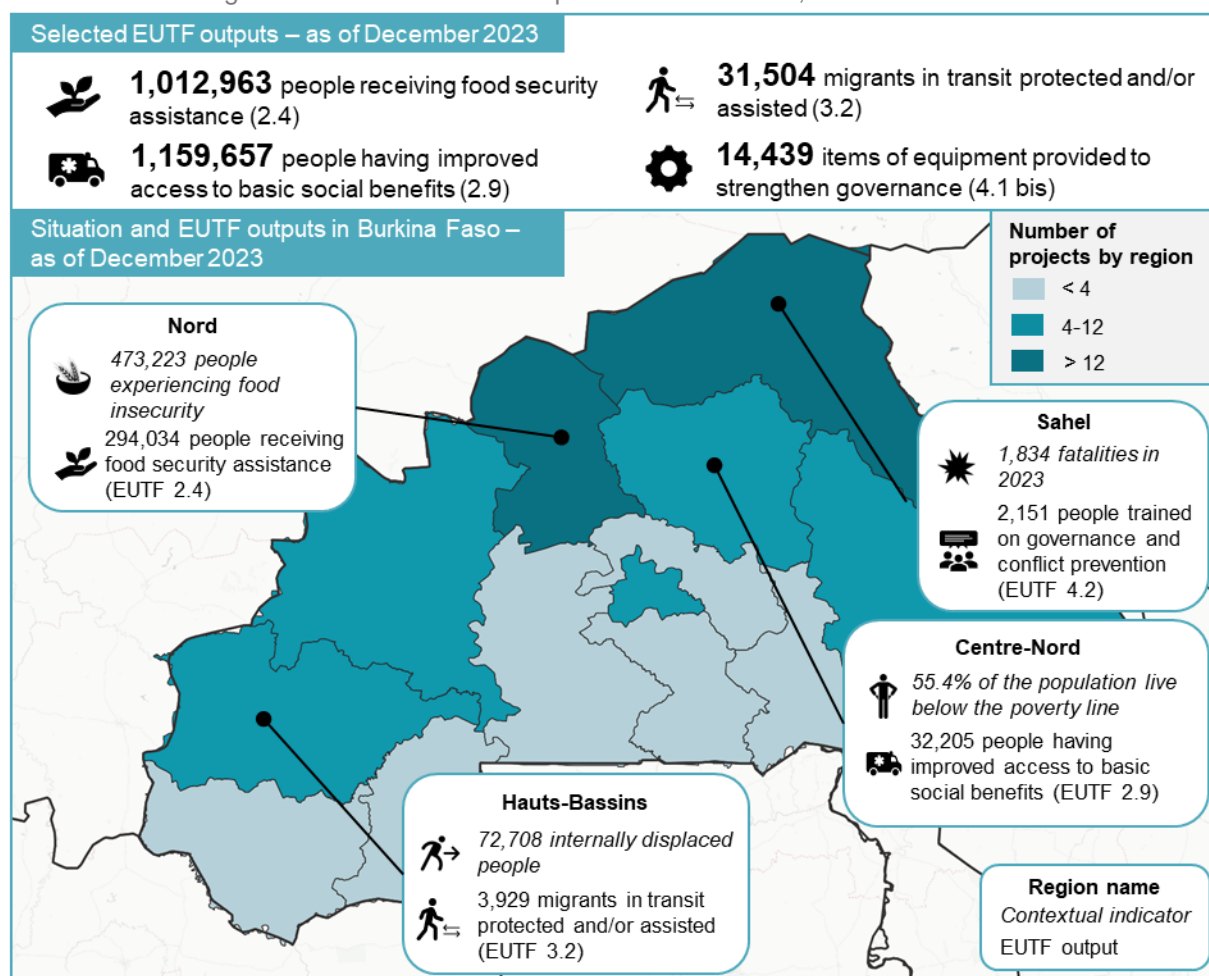 Selected EUTF outputs – as of December 2023
1,012,963 people receiving food security
assistance (2.4)
1,159,657 people having improved
access to basic social benefits (2.9)
31,504 migrants in transit protected and/or
assisted (3.2)
14,439 items of equipment provided to
strengthen governance (4.1 bis)
Situation and EUTF outputs in Burkina Faso –
as of December 2023
Number of
projects by region
< 4
4-12
> 12
Nord
473,223 people
experiencing food
insecurity
294,034 people receiving
food security assistance
(EUTF 2.4)
Sahel
1,834 fatalities in
2023
2,151 people trained
on governance and
conflict prevention
(EUTF 4.2)
Centre-Nord
55.4% of the population live
below the poverty line
32,205 people having
improved access to basic
social benefits (EUTF 2.9)
Hauts-Bassins
72,708 internally displaced
people
3,929 migrants in transit
protected and/or assisted
(EUTF 3.2)
Region name
Contextual indicator
EUTF output